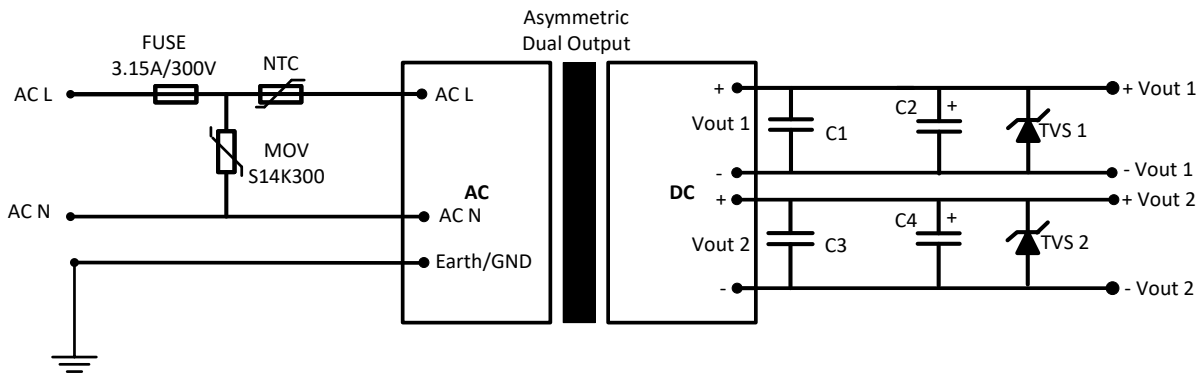 Asymmetric
Dual Output
FUSE
3.15A/300V
NTC
AC L
AC L
+
Vout 1
C1
C2
+
TVS 1
+ Vout 1
MOV
S14K300
AC
DC
-
- Vout 1
AC N
AC N
+
+ Vout 2
Vout 2
C3
C4
+
TVS 2
Earth/GND
-
- Vout 2